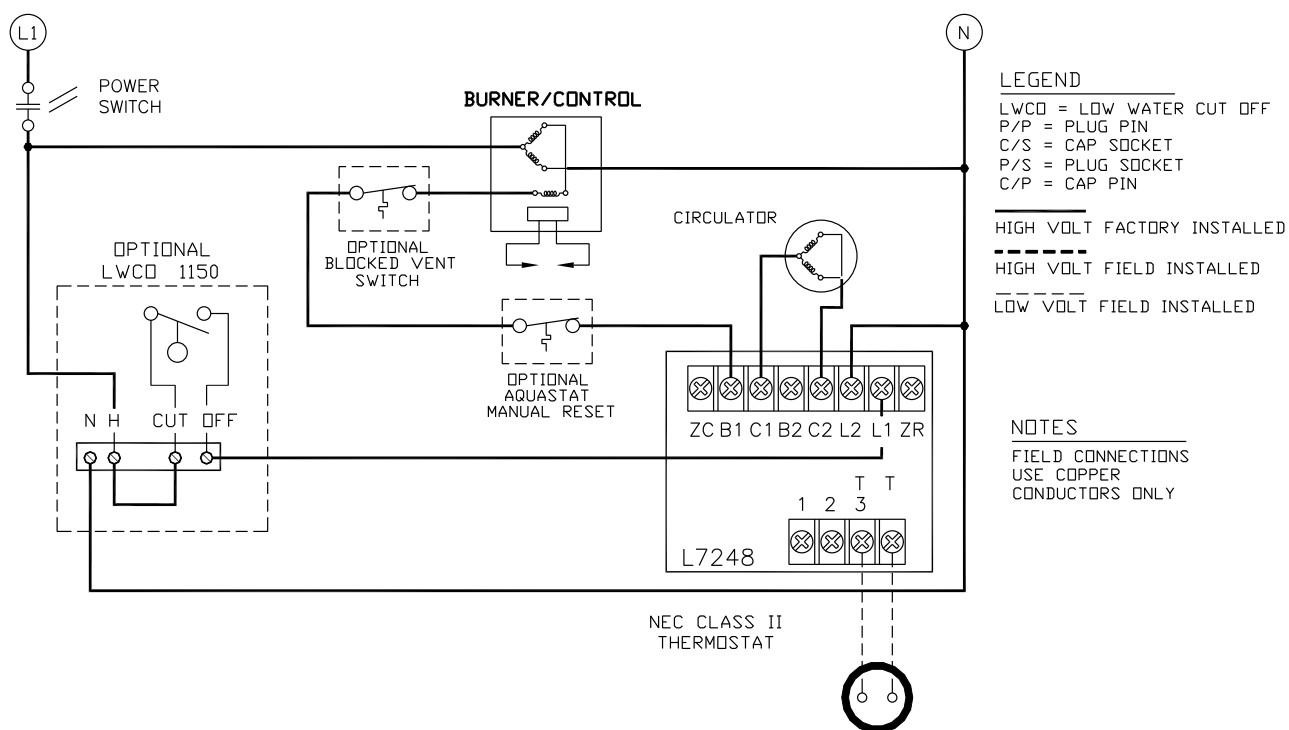 L1
N
POWER
SWITCH
BURNER/CONTROL
LEGEND
LWCO = LOW WATER CUT OFF
P/P = PLUG PIN
C/S = CAP SOCKET
P/S = PLUG SOCKET
C/P = CAP PIN
HIGH VOLT FACTORY INSTALLED
HIGH VOLT FIELD INSTALLED
LOW VOLT FIELD INSTALLED
CIRCULATOR
OPTIONAL
BLOCKED VENT
SWITCH
OPTIONAL
LWCO 1150
OPTIONAL
AQUASTAT
MANUAL RESET
N H CUT OFF
ZC B1 C1 B2 C2 L2 L1 ZR
T T
1 2 3
L7248
NOTES
FIELD CONNECTIONS
USE COPPER
CONDUCTORS ONLY
NEC CLASS II
THERMOSTAT